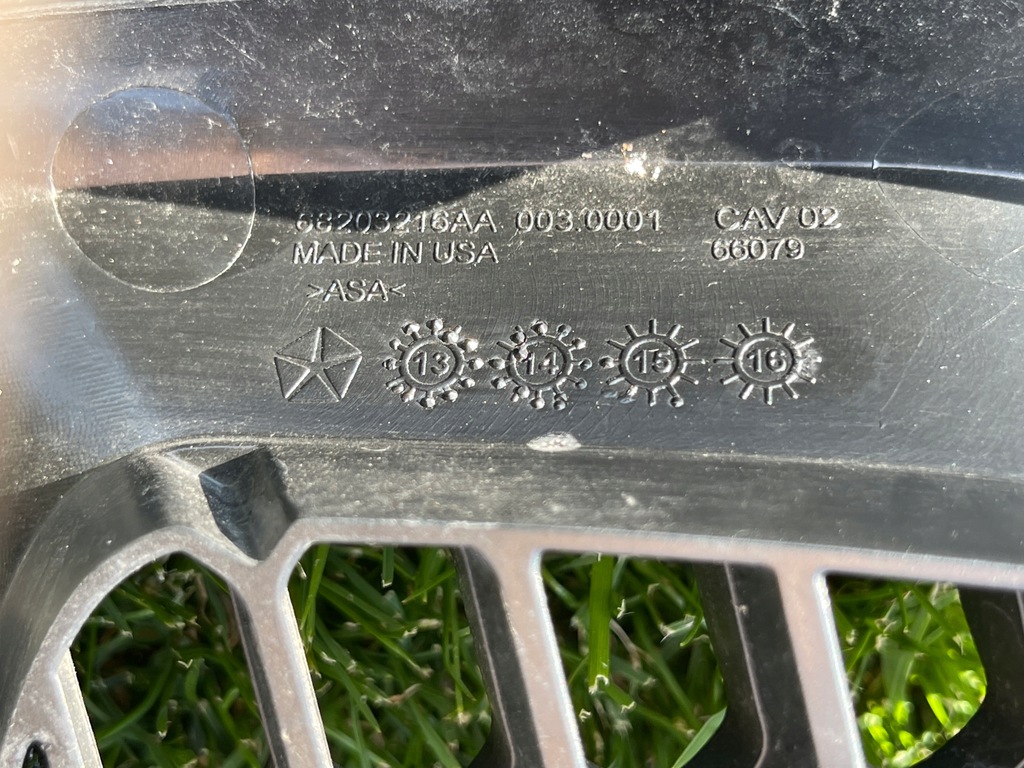 68203216AA 003.0001 CAV 02
MADE IN USA 66079
>ASA<
13 14 15 16